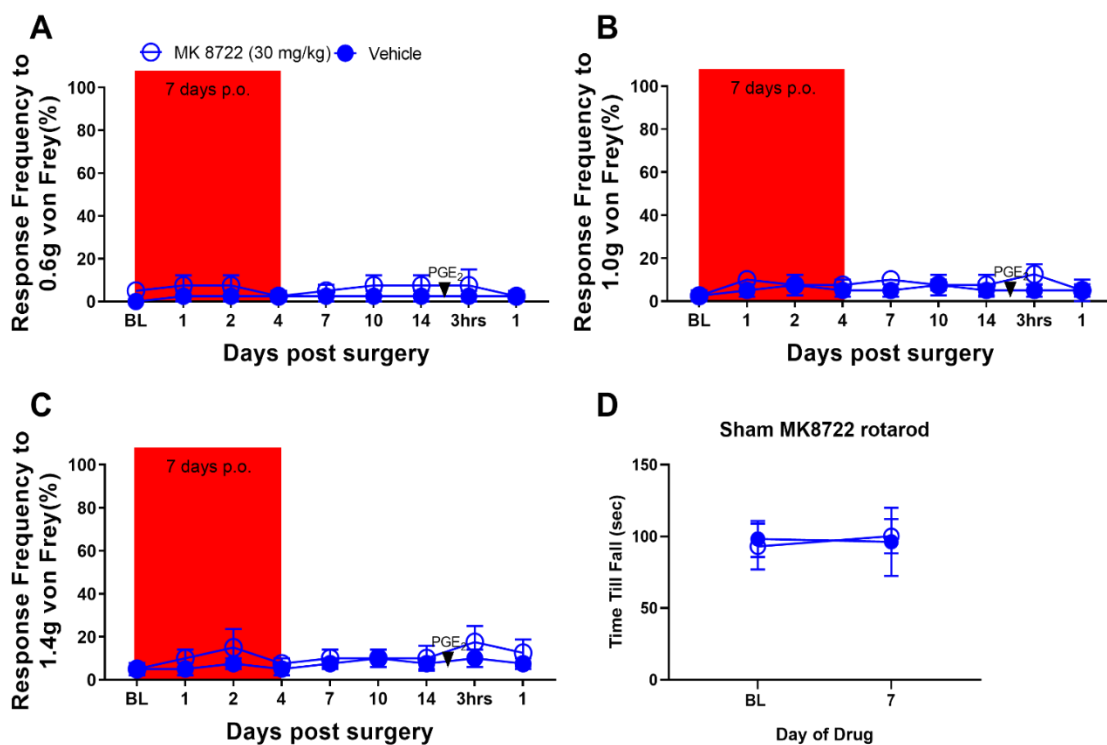 A
MK 8722 (30 mg/kg) Vehicle
Response Frequency to
0.6g von Frey(%)
100
80
60
40
20
0
7 days p.o.
PGE2
BL 1 2 4 7 10 14 3hrs 1
Days post surgery
B
Response Frequency to
1.0g von Frey(%)
100
80
60
40
20
0
7 days p.o.
PGE
BL 1 2 4 7 10 14 3hrs 1
Days post surgery
C
Response Frequency to
1.4g von Frey(%)
100
80
60
40
20
0
7 days p.o.
PGE2
BL 1 2 4 7 10 14 3hrs 1
Days post surgery
D
Sham MK8722 rotarod
Time Till Fall (sec)
150
100
50
0
BL 7
Day of Drug